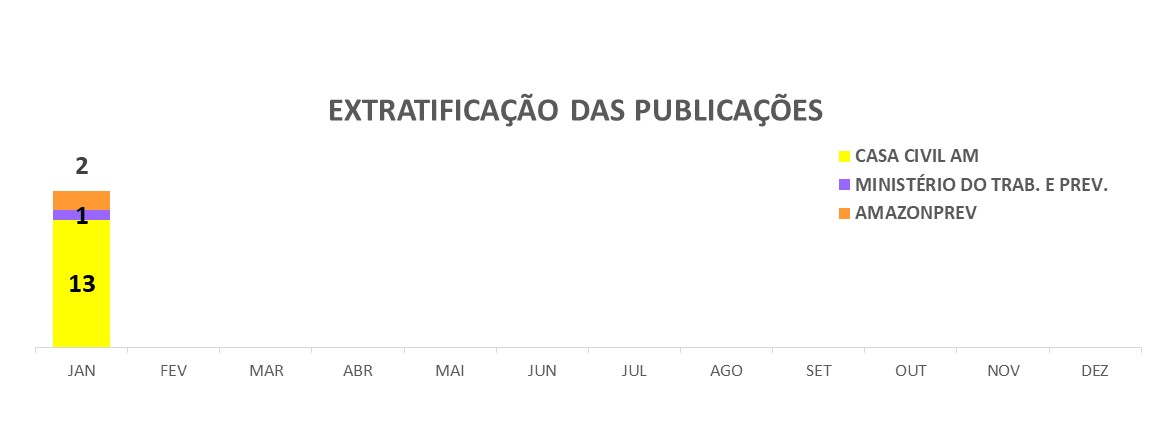 EXTRATIFICAÇÃO DAS PUBLICAÇÕES
CASA CIVIL AM
MINISTÉRIO DO TRAB. E PREV.
AMAZONPREV
2
1
13
JAN FEV MAR ABR MAI JUN JUL AGO SET OUT NOV DEZ